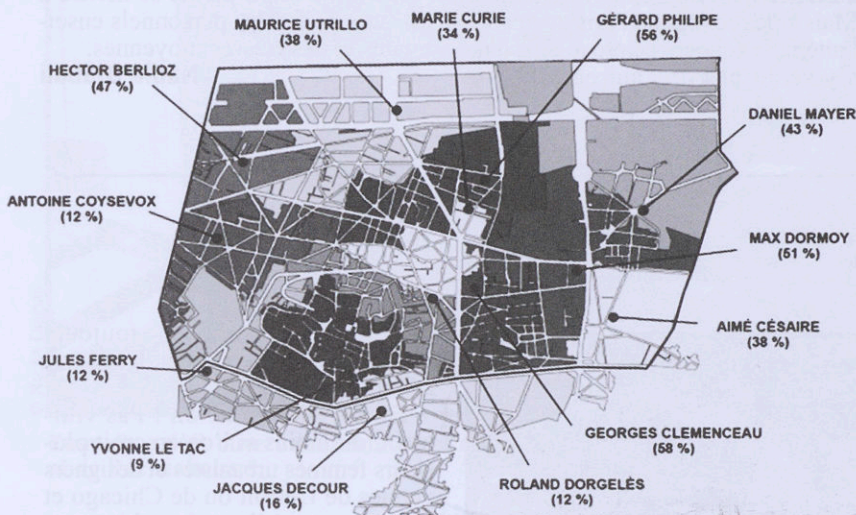 MAURICE UTRILLO
(38 %)
MARIE CURIE
(34 %)
GÉRARD PHILIPE
(56 %)
HECTOR BERLIOZ
(47 %)
DANIEL MAYER
(43 %)
ANTOINE COYSEVOX
(12 %)
MAX DORMOY
(51 %)
AIMÉ CÉSAIRE
(38 %)
JULES FERRY
(12 %)
YVONNE LE TAC
(9 %)
GEORGES CLEMENCEAU
(58 %)
JACQUES DECOUR
(16 %)
ROLAND DORGELÈS
(12 %)